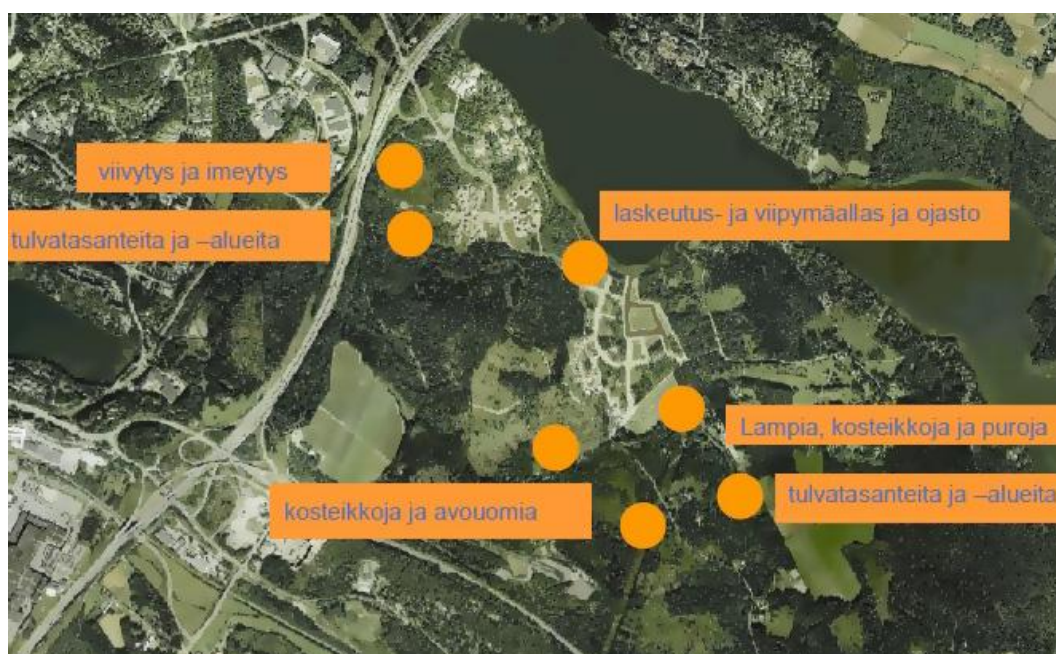 viivytys ja imeytys
laskeutus- ja viipymäallas ja ojasto
tulvatasanteita ja –alueita
Lampia, kosteikkoja ja puroja
tulvatasanteita ja –alueita
kosteikkoja ja avouomia